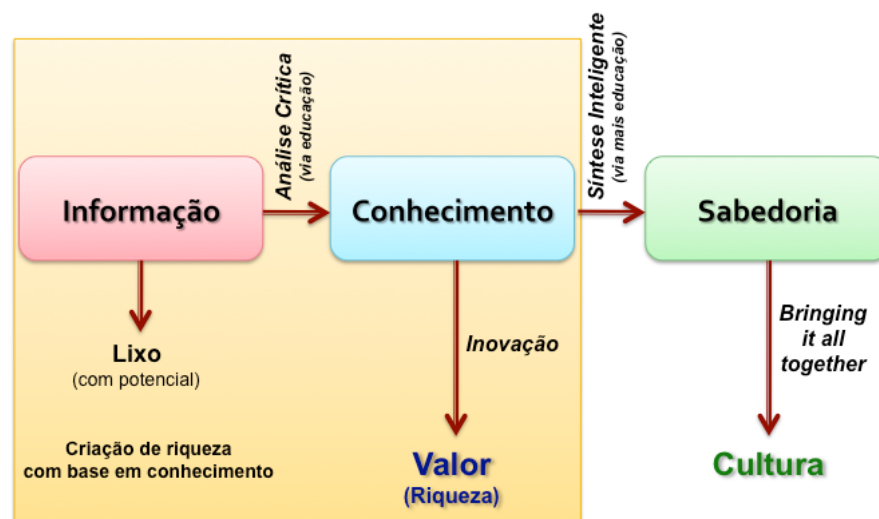 Análise Crítica
(via educação)
Síntese Inteligente
(via mais educação)
Informação
Conhecimento
Sabedoria
Lixo
(com potencial)
Inovação
Bringing
it all
together
Criação de riqueza
com base em conhecimento
Valor
(Riqueza)
Cultura